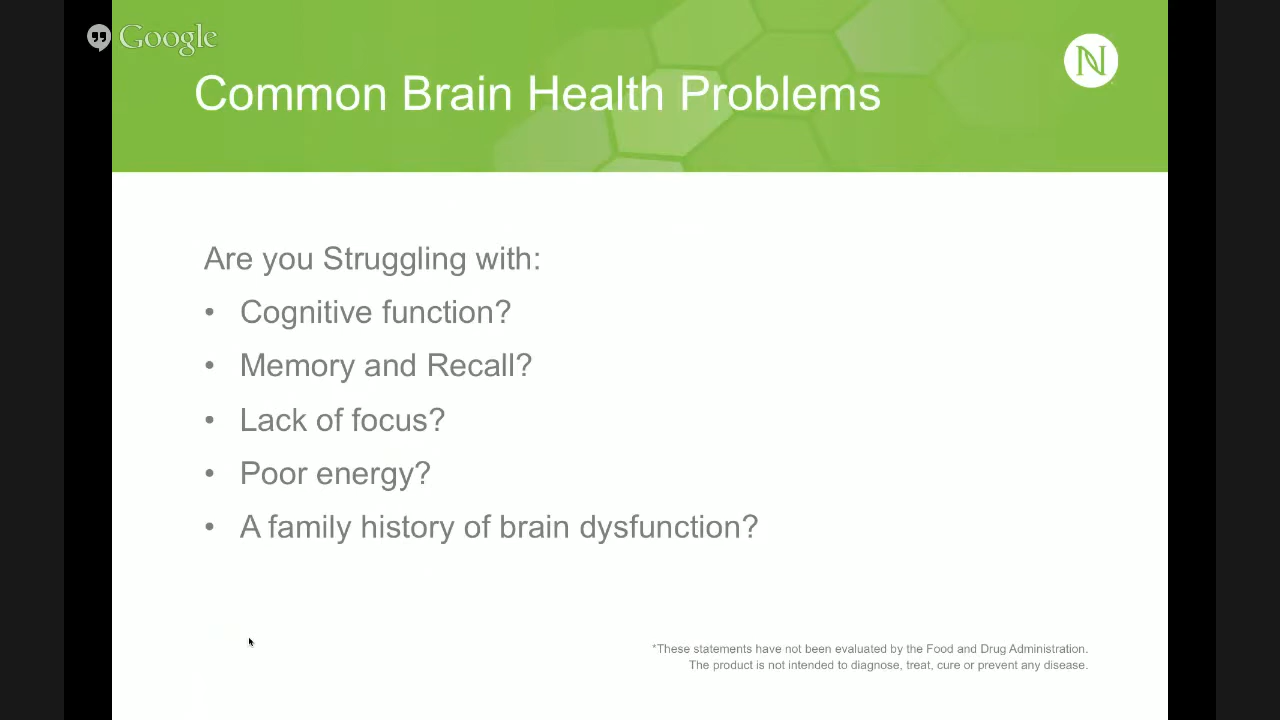 Google
N
Common Brain Health Problems
Are you Struggling with:
• Cognitive function?
• Memory and Recall?
• Lack of focus?
• Poor energy?
• A family history of brain dysfunction?
*These statements have not been evaluated by the Food and Drug Administration.
The product is not intended to diagnose, treat, cure or prevent any disease.